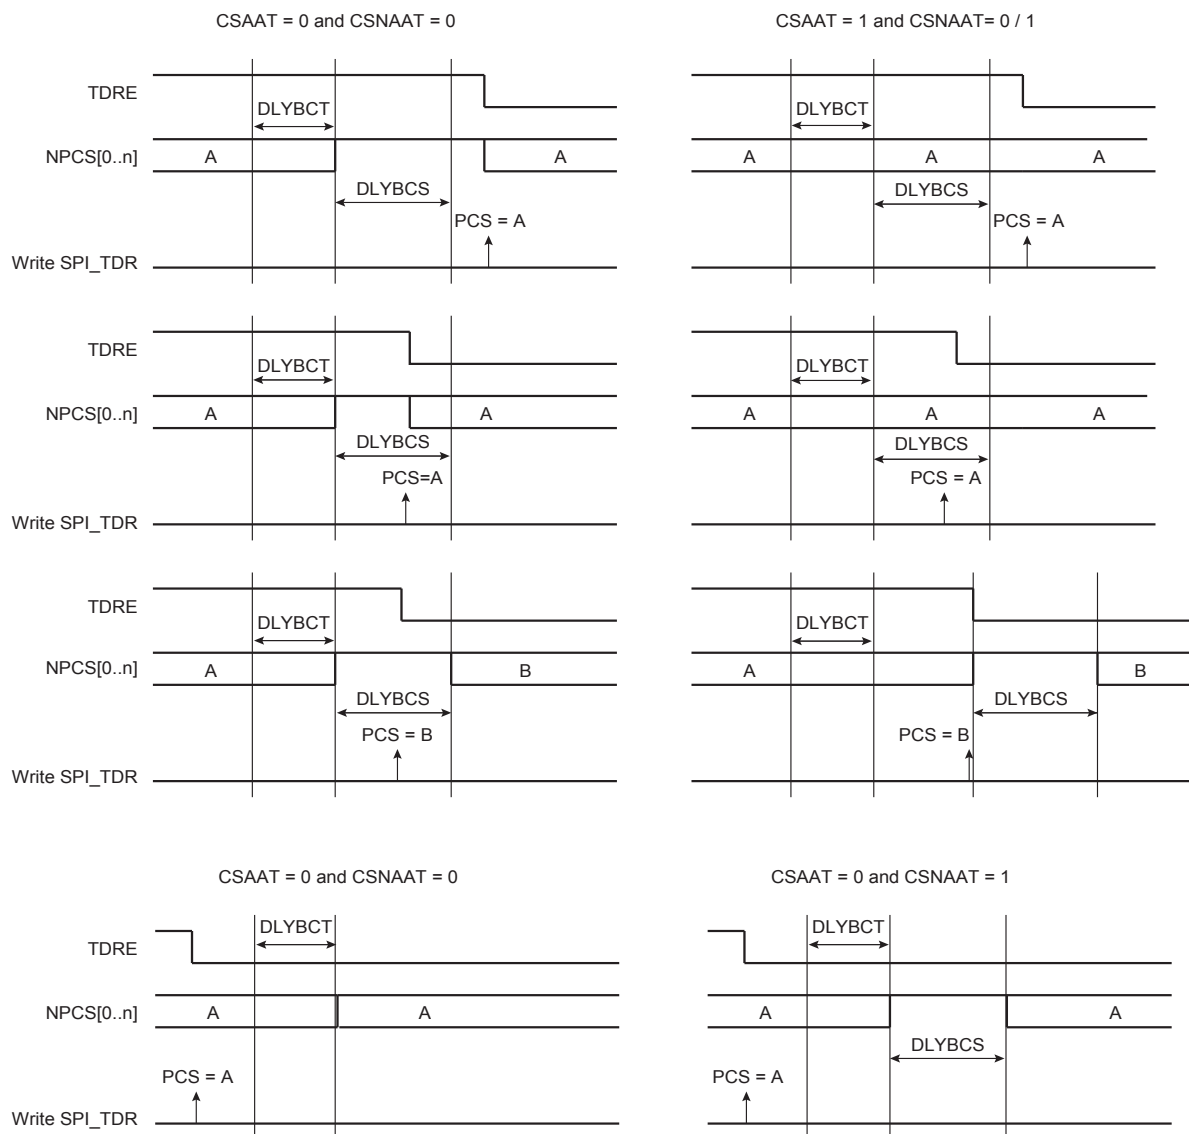 CSAAT = 0 and CSNAAT = 0
CSAAT = 1 and CSNAAT= 0 / 1
TDRE
DLYBCT
DLYBCT
NPCS[0..n]
A
A
A
A
A
DLYBCS
DLYBCS
PCS = A
PCS = A
Write SPI_TDR
TDRE
DLYBCT
DLYBCT
NPCS[0..n]
A
A
A
A
A
DLYBCS
DLYBCS
PCS=A
PCS = A
Write SPI_TDR
TDRE
DLYBCT
DLYBCT
NPCS[0..n]
A
B
A
B
DLYBCS
DLYBCS
PCS = B
PCS = B
Write SPI_TDR
CSAAT = 0 and CSNAAT = 0
CSAAT = 0 and CSNAAT = 1
DLYBCT
DLYBCT
TDRE
NPCS[0..n]
A
A
A
A
DLYBCS
PCS = A
PCS = A
Write SPI_TDR